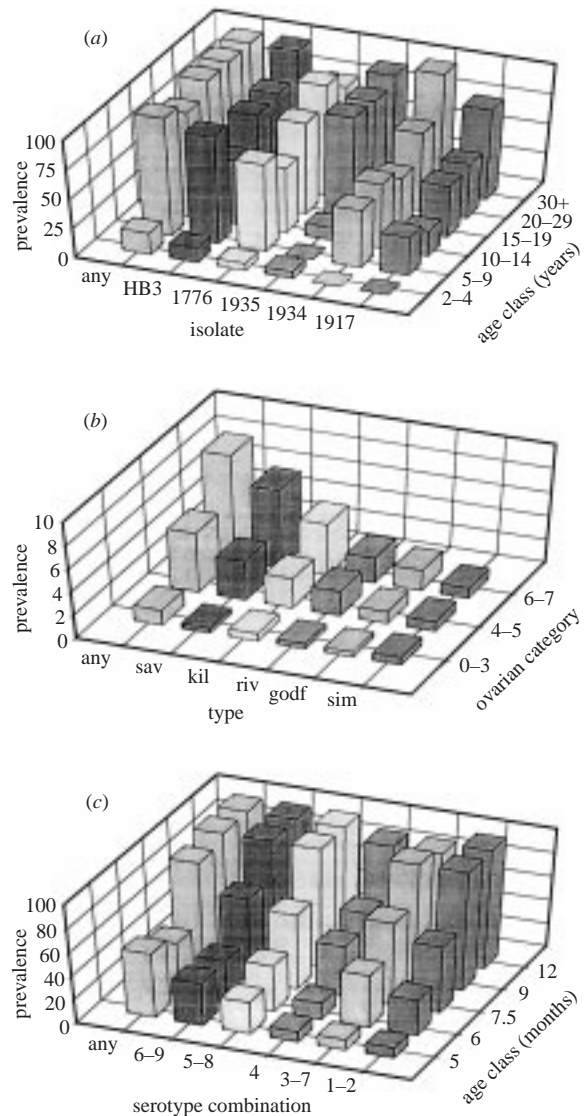 (a)
100
75
50
25
0
prevalence
any
HB3
1776
1935
1934
1917
isolate
2–4
5–9
10–14
15–19
20–29
30+
age class (years)
(b)
10
8
6
4
2
0
prevalence
any
sav
kil
riv
godf
sim
type
0–3
4–5
6–7
ovarian category
(c)
100
80
60
40
20
0
prevalence
any
6–9
5–8
4
3–7
1–2
serotype combination
5
6
7.5
9
12
age class (months)